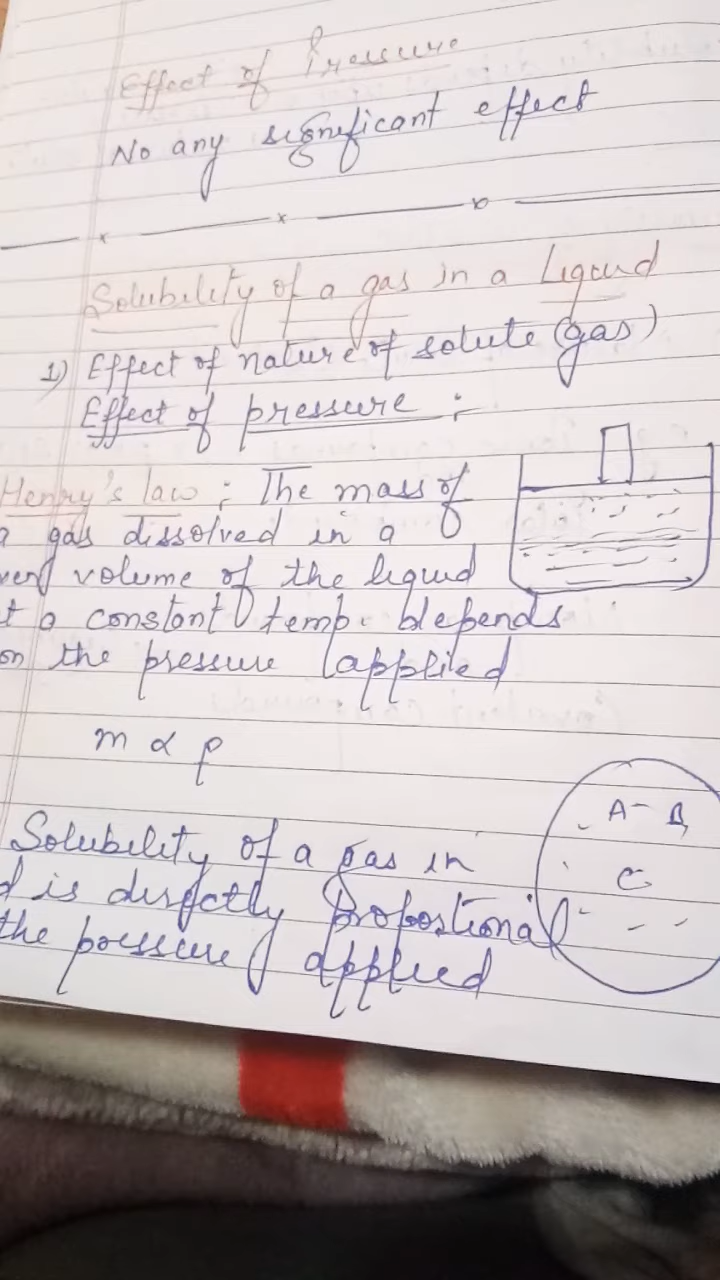 Effect of Pressure
No any significant effect
Solubility of a gas in a Liquid
1) Effect of nature of solute (gas)
Effect of pressure :
Henry's law : The mass of
a gas dissolved in a
ven volume of the liquid
t a constant temp. depends
on the pressure applied
m ∝ p
Solubility of a gas in
d is directly proportional
the pressure applied
A - B
C